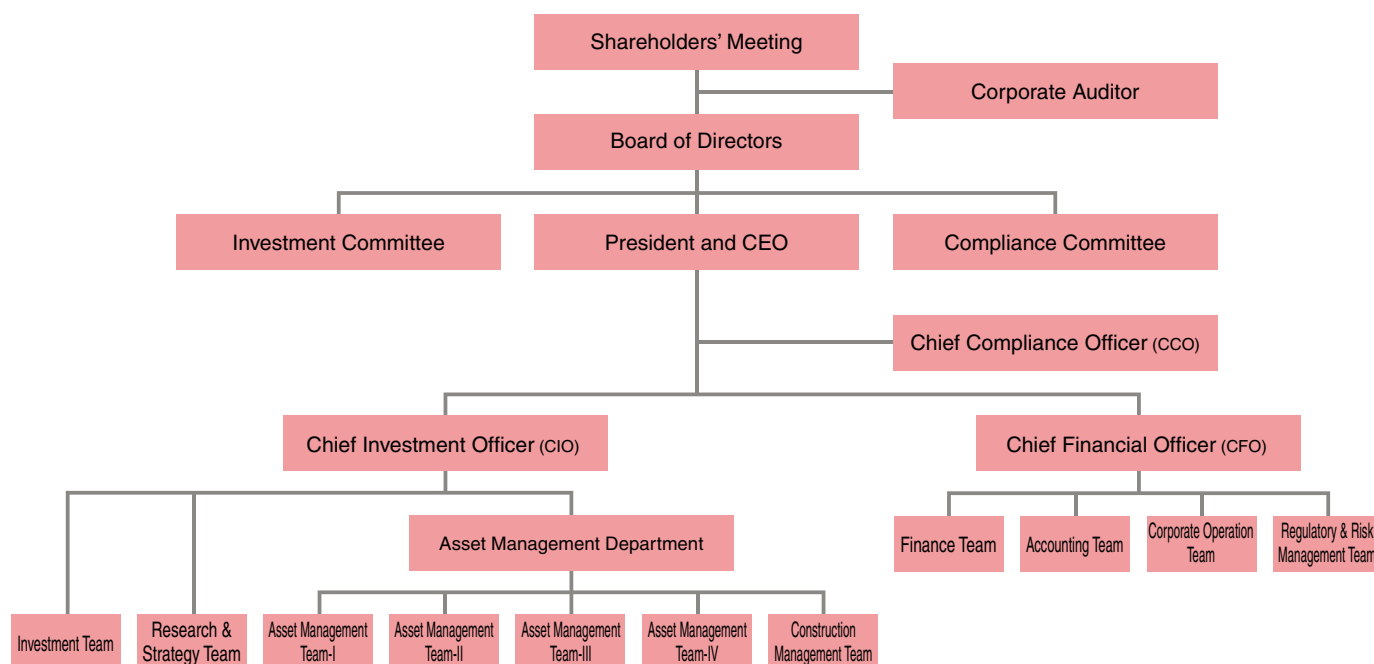 Shareholders’ Meeting
Corporate Auditor
Board of Directors
Investment Committee
President and CEO
Compliance Committee
Chief Compliance Officer (CCO)
Chief Investment Officer (CIO)
Chief Financial Officer (CFO)
Asset Management Department
Finance Team
Accounting Team
Corporate Operation
Team
Regulatory & Risk
Management Team
Investment Team
Research &
Strategy Team
Asset Management
Team-I
Asset Management
Team-II
Asset Management
Team-III
Asset Management
Team-IV
Construction
Management Team